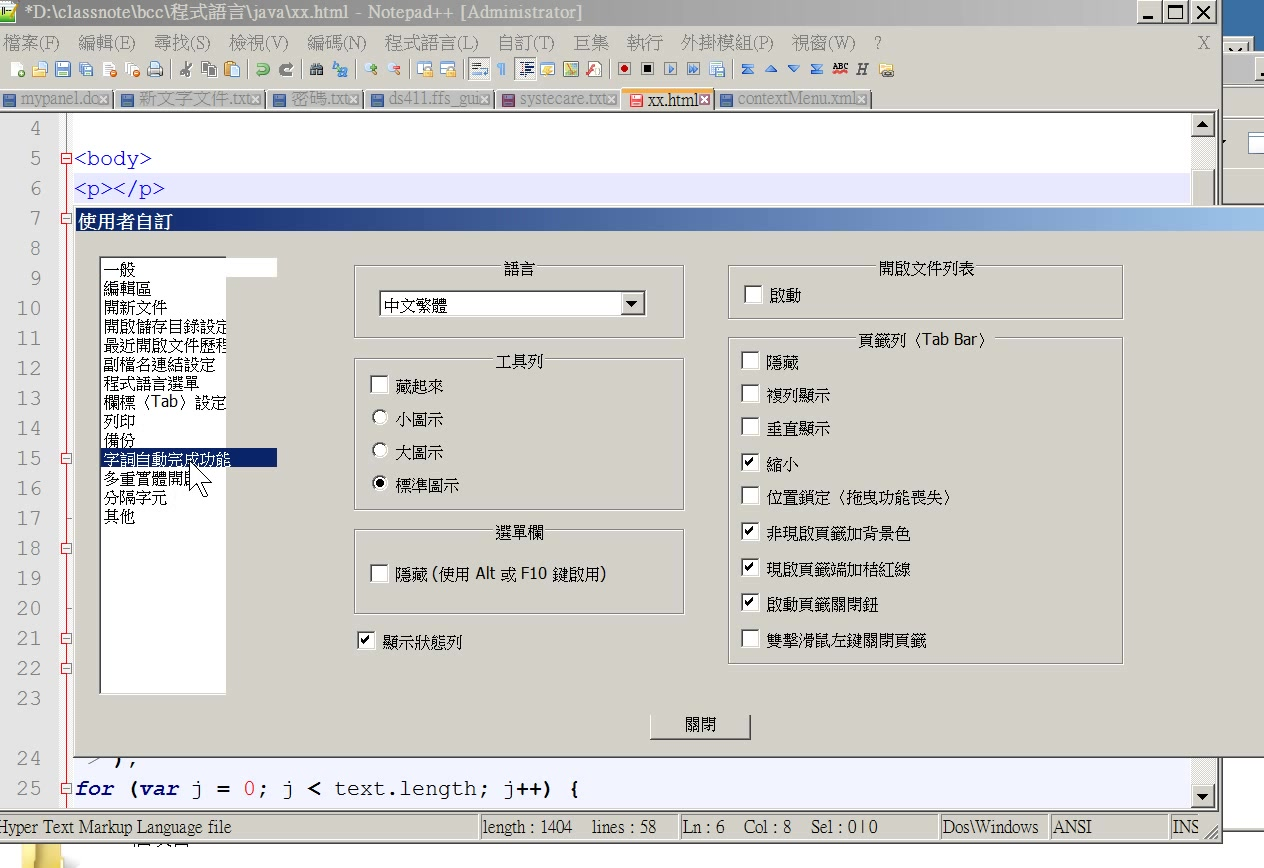 *D:\classnote\bcc\程式語言\java\xx.html - Notepad++ [Administrator]
檔案(F) 編輯(E) 尋找(S) 檢視(V) 編碼(N) 程式語言(L) 自訂(T) 巨集 執行 外掛模組(P) 視窗(W) ? X
mypanel.do 新文字文件.txt 密碼.txt ds411.ffs_gui systecare.txt xx.html contextMenu.xml
4
5 <body>
6 <p></p>
7
使用者自訂
8
9
10
11
12
13
14
15
16
17
18
19
20
21
22
23
一般
編輯區
開新文件
開啟儲存目錄設定
最近開啟文件歷程
副檔名連結設定
程式語言選單
欄標〈Tab〉設定
列印
備份
字詞自動完成功能
多重實體開啟
分隔字元
其他
語言
中文繁體
工具列
藏起來
小圖示
大圖示
標準圖示
選單欄
隱藏 (使用 Alt 或 F10 鍵啟用)
顯示狀態列
開啟文件列表
啟動
頁籤列〈Tab Bar〉
隱藏
複列顯示
垂直顯示
縮小
位置鎖定〈拖曳功能喪失〉
非現啟頁籤加背景色
現啟頁籤端加桔紅線
啟動頁籤關閉鈕
雙擊滑鼠左鍵關閉頁籤
關閉
24
25 for (var j = 0; j < text.length; j++) {
Hyper Text Markup Language file length : 1404 lines : 58 Ln : 6 Col : 8 Sel : 0 | 0 Dos\Windows ANSI INS